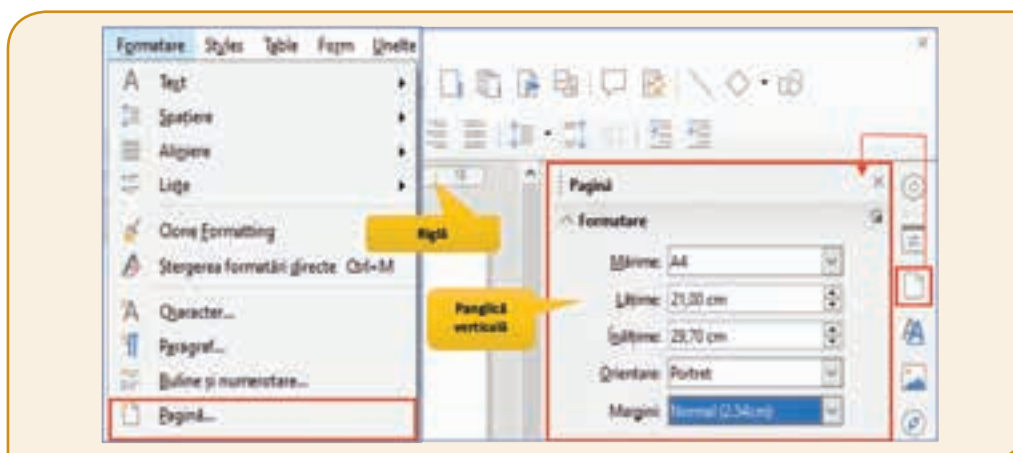 Formatare Styles Table Form Unelte
Text
Spațiere
Aliniere
Liste
Clone Formatting
Ștergerea formatări directe Ctrl+M
Character...
Paragraf...
Buline și numerotare...
Pagină...
Riglă
Panglică
verticală
Pagină
Formatare
Mărime: A4
Lățime: 21,00 cm
Înălțime: 29,70 cm
Orientare: Portret
Margini: Normal (2.54cm)